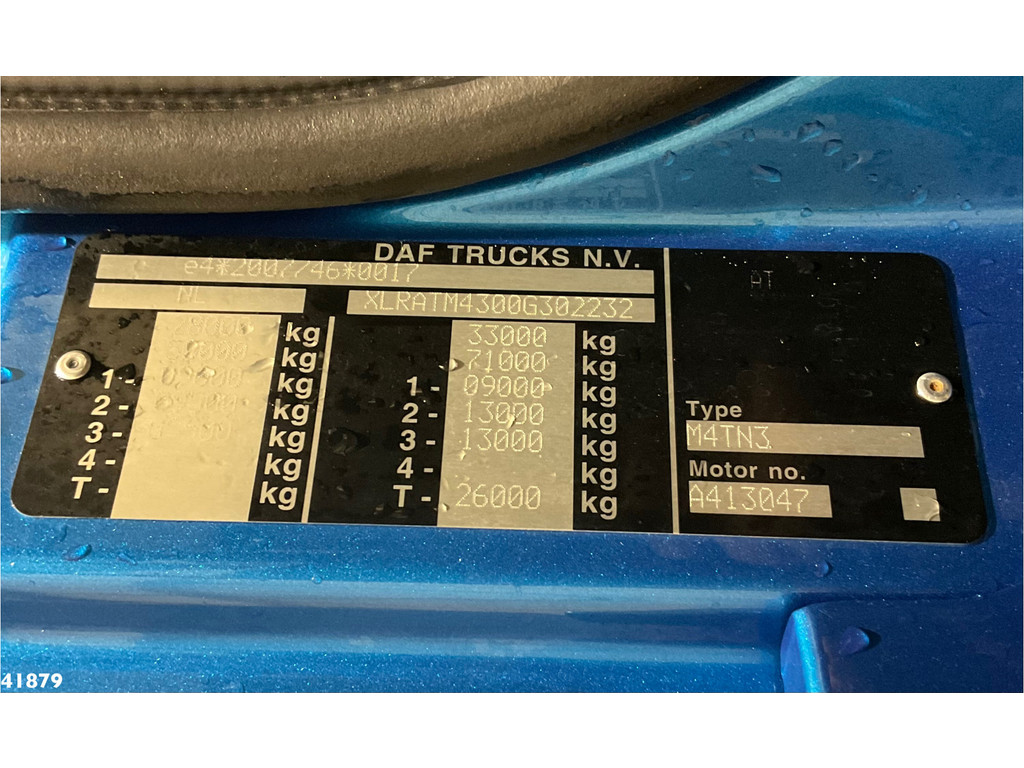 DAF TRUCKS N.V.
e4*2007/46*0017
AT
NL XLRATM4300G302232
kg 33000 kg
kg 71000 kg
1- kg 1- 09000 kg
2- kg 2- 13000 kg
3- kg 3- 13000 kg
4- kg 4- kg
T- kg T- 26000 kg
Type
M4TN3
Motor no.
A413047
41879